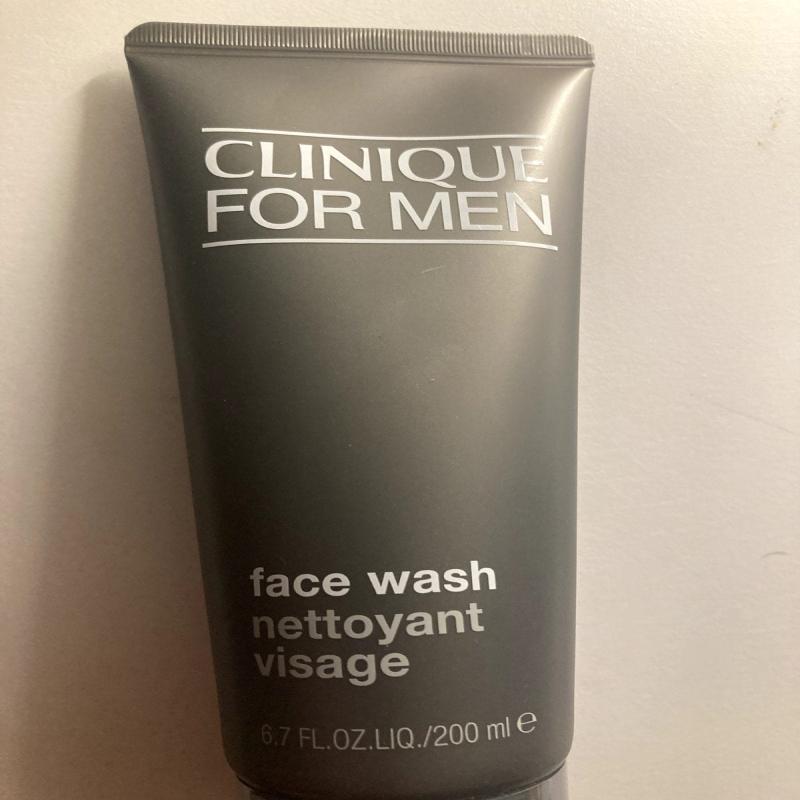 CLINIQUE
FOR MEN
face wash
nettoyant
visage
6.7 FL.OZ.LIQ./200 ml ℮